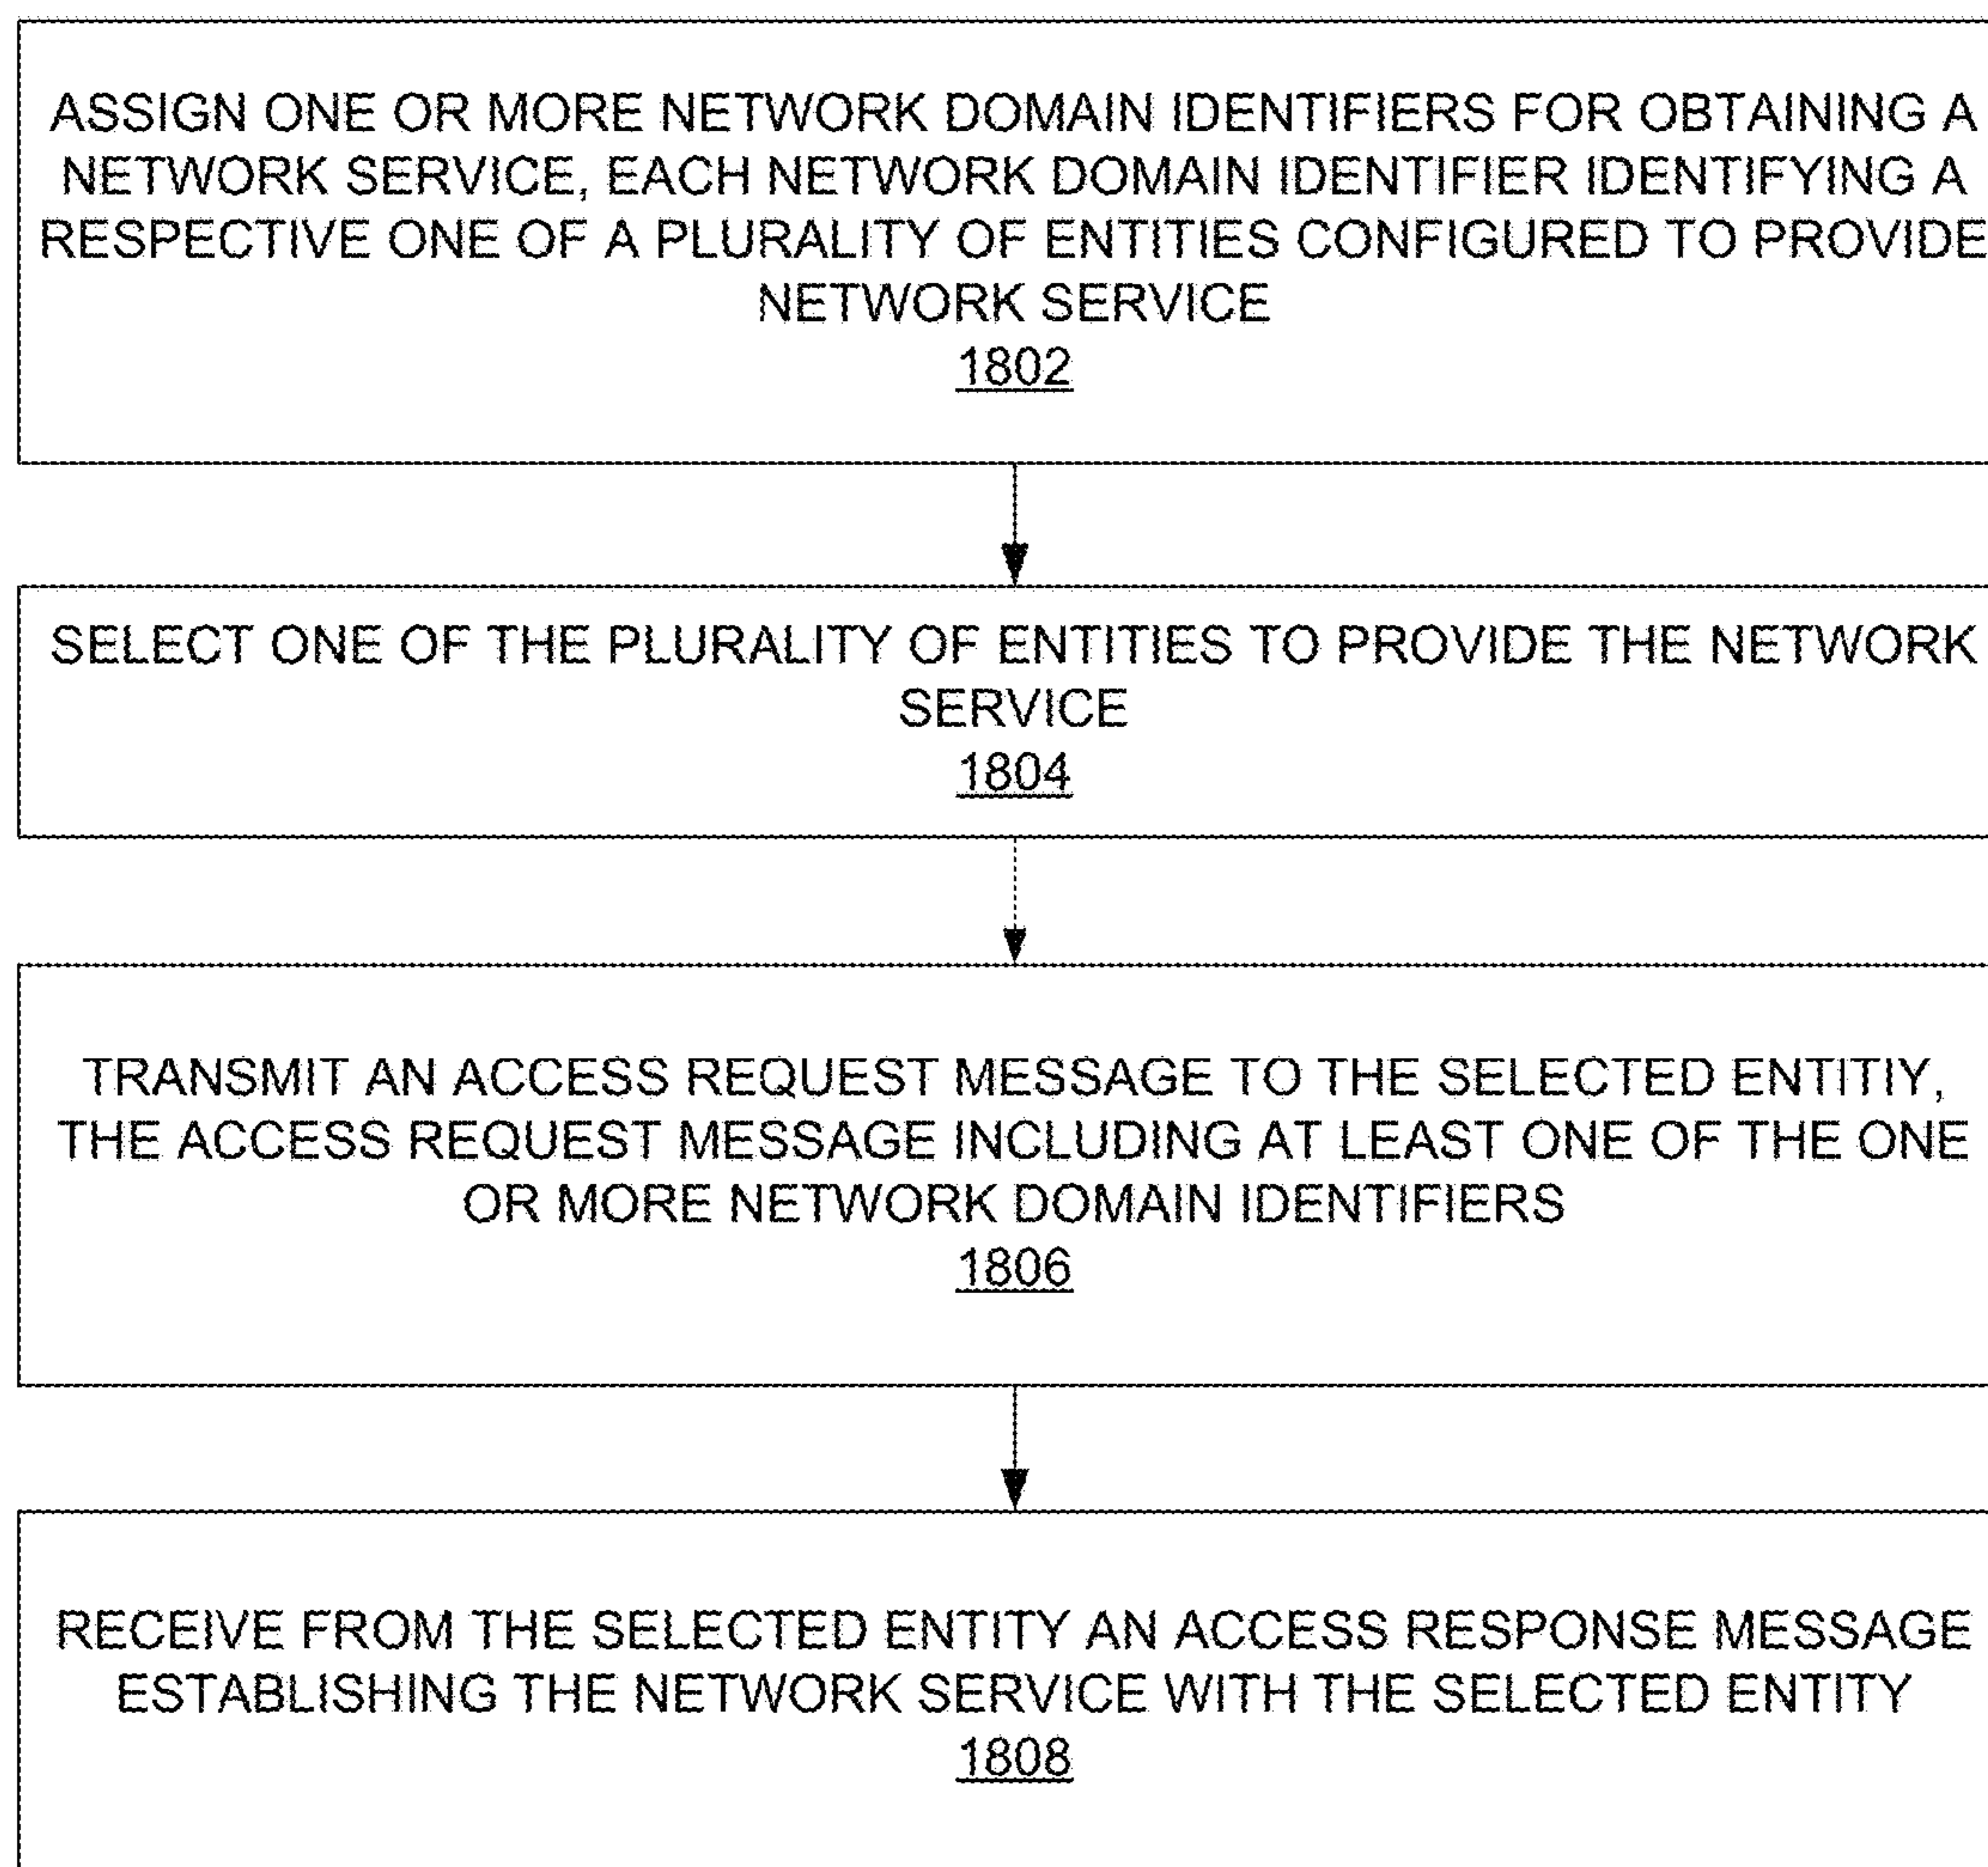 ASSIGN ONE OR MORE NETWORK DOMAIN IDENTIFIERS FOR OBTAINING A
NETWORK SERVICE, EACH NETWORK DOMAIN IDENTIFIER IDENTIFYING A
RESPECTIVE ONE OF A PLURALITY OF ENTITIES CONFIGURED TO PROVIDE
NETWORK SERVICE
1802
SELECT ONE OF THE PLURALITY OF ENTITIES TO PROVIDE THE NETWORK
SERVICE
1804
TRANSMIT AN ACCESS REQUEST MESSAGE TO THE SELECTED ENTITIY,
THE ACCESS REQUEST MESSAGE INCLUDING AT LEAST ONE OF THE ONE
OR MORE NETWORK DOMAIN IDENTIFIERS
1806
RECEIVE FROM THE SELECTED ENTITY AN ACCESS RESPONSE MESSAGE
ESTABLISHING THE NETWORK SERVICE WITH THE SELECTED ENTITY
1808